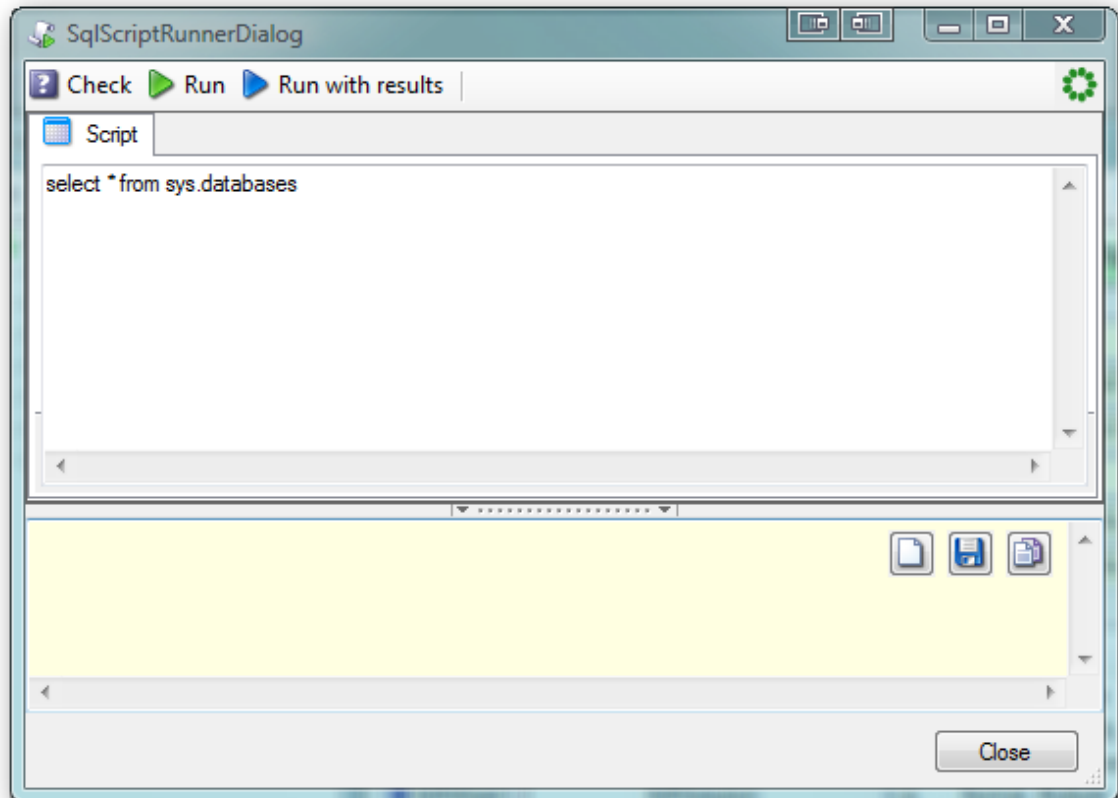 SqlScriptRunnerDialog
Check Run Run with results
Script
select * from sys.databases
Close